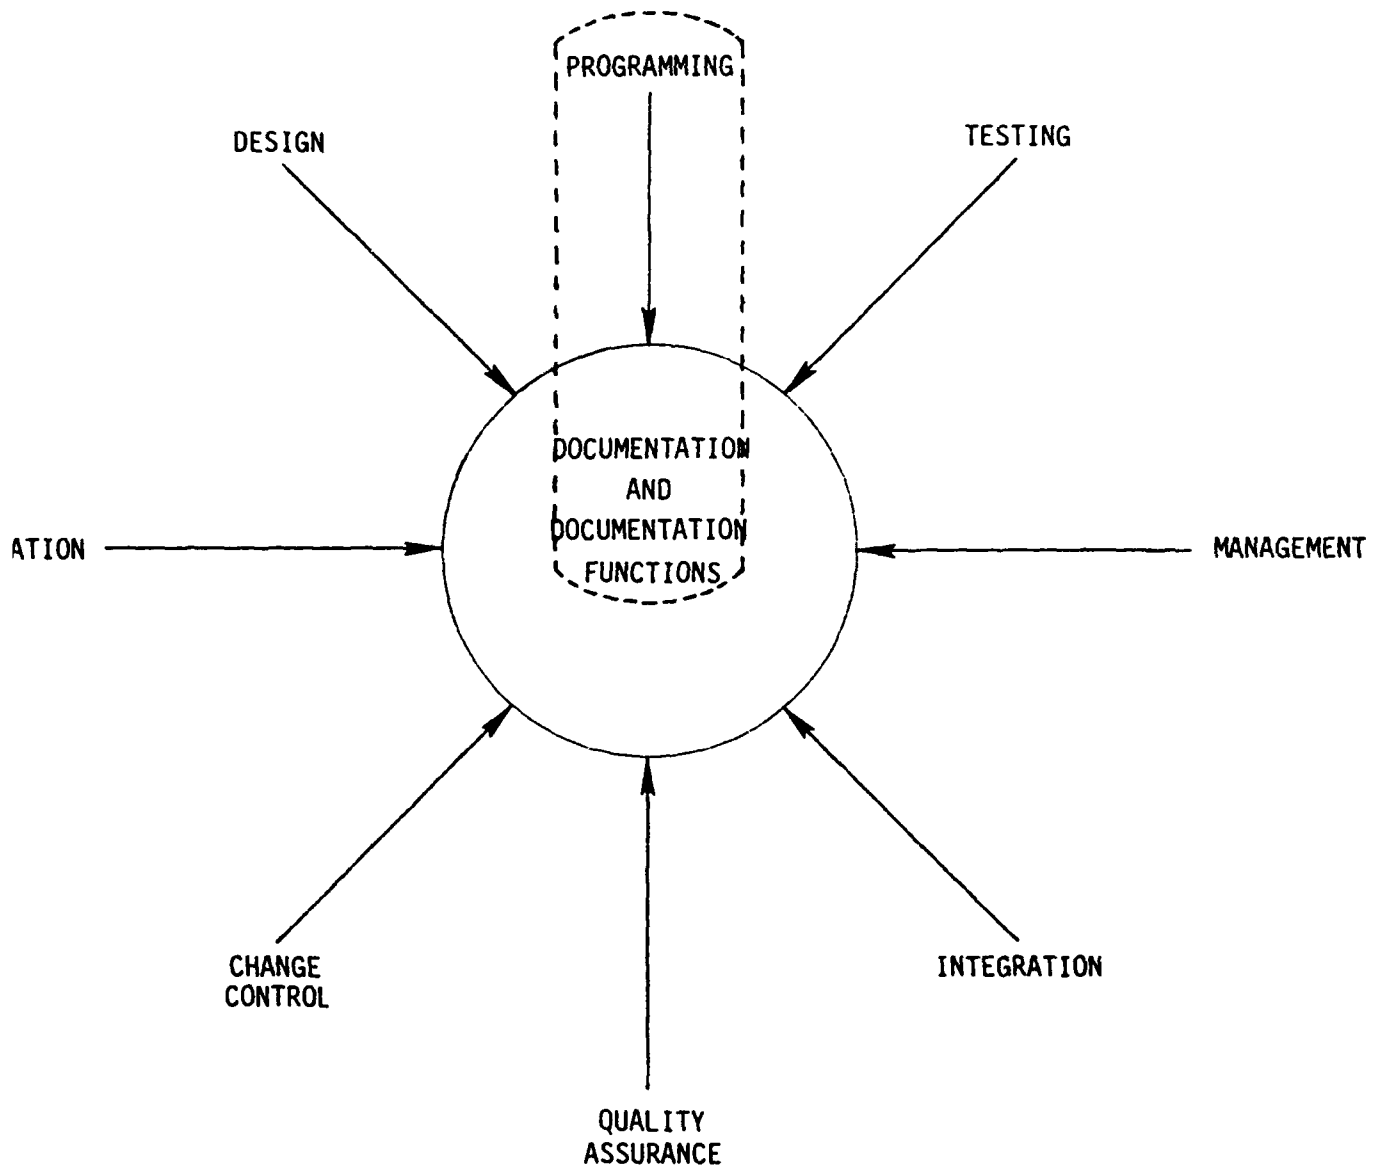 PROGRAMMING
DESIGN
TESTING
DOCUMENTATION
AND
DOCUMENTATION
FUNCTIONS
ATION
MANAGEMENT
CHANGE
CONTROL
INTEGRATION
QUALITY
ASSURANCE